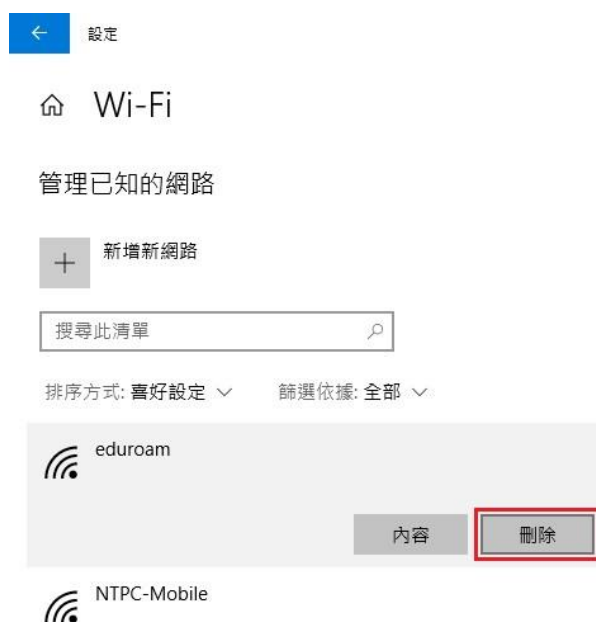 設定
Wi-Fi
管理已知的網路
新增新網路
搜尋此清單
排序方式: 喜好設定 篩選依據: 全部
eduroam
內容 刪除
NTPC-Mobile